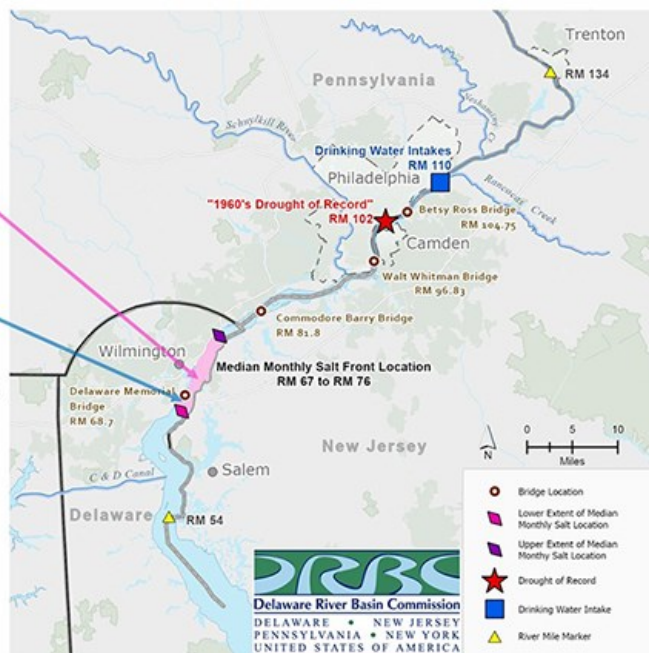 Trenton
RM 134
Pennsylvania
Neshaminy Cr.
Schuylkill River
Drinking Water Intakes
RM 110
Philadelphia
Rancocas Creek
"1960's Drought of Record"
RM 102
Betsy Ross Bridge
RM 104.75
Camden
Walt Whitman Bridge
RM 96.83
Commodore Barry Bridge
RM 81.8
Wilmington
Median Monthly Salt Front Location
RM 67 to RM 76
Delaware Memorial
Bridge
RM 68.7
New Jersey
N
0 5 10
Miles
Salem
C & D Canal
Delaware
RM 54
Bridge Location
Lower Extent of Median
Monthly Salt Location
Upper Extent of Median
Monthy Salt Location
Drought of Record
Drinking Water Intake
River Mile Marker
DRBC
Delaware River Basin Commission
DELAWARE • NEW JERSEY
PENNSYLVANIA • NEW YORK
UNITED STATES OF AMERICA